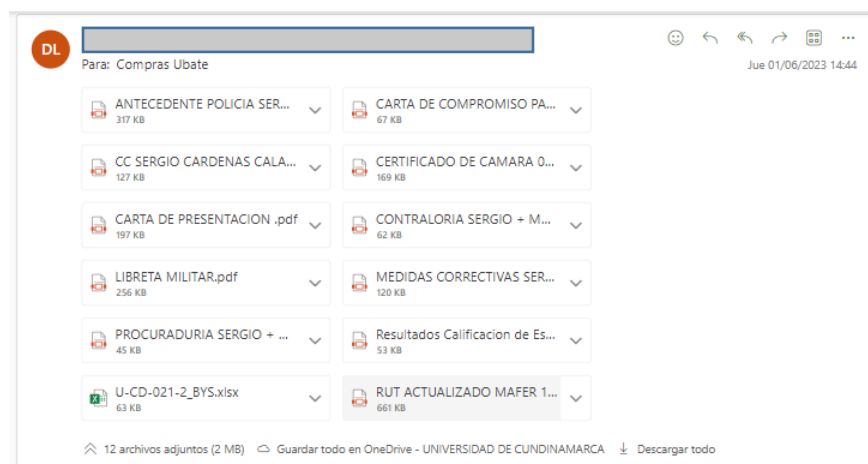 DL
Para: Compras Ubate
Jue 01/06/2023 14:44
ANTECEDENTE POLICIA SER...
317 KB
CARTA DE COMPROMISO PA...
67 KB
CC SERGIO CARDENAS CALA...
127 KB
CERTIFICADO DE CAMARA 0...
169 KB
CARTA DE PRESENTACION .pdf
197 KB
CONTRALORIA SERGIO + M...
62 KB
LIBRETA MILITAR.pdf
256 KB
MEDIDAS CORRECTIVAS SER...
120 KB
PROCURADURIA SERGIO + ...
45 KB
Resultados Calificacion de Es...
53 KB
U-CD-021-2_BYS.xlsx
63 KB
RUT ACTUALIZADO MAFER 1...
661 KB
12 archivos adjuntos (2 MB) Guardar todo en OneDrive - UNIVERSIDAD DE CUNDINAMARCA Descargar todo